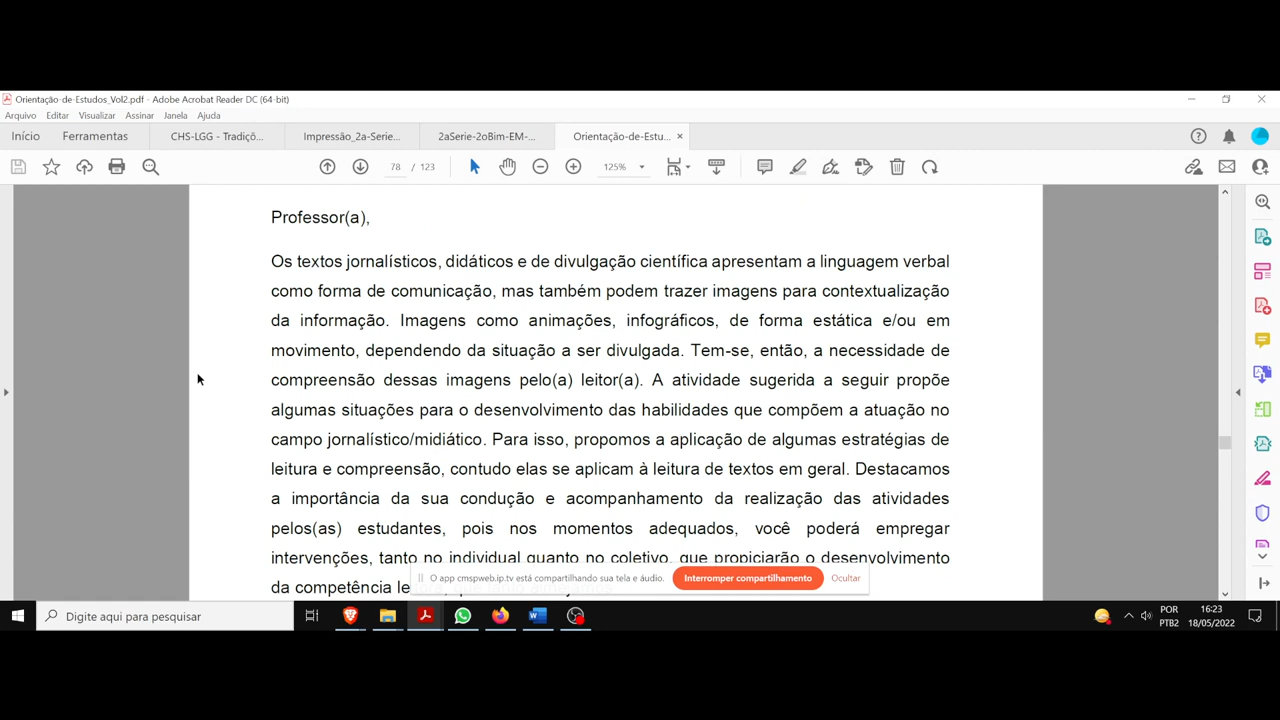 Orientação-de-Estudos_Vol2.pdf - Adobe Acrobat Reader DC (64-bit)
Arquivo Editar Visualizar Assinar Janela Ajuda
Início Ferramentas CHS-LGG - Tradiçõ... Impressão_2a-Serie... 2aSerie-2oBim-EM-... Orientação-de-Estu... ×
78 / 123 125%
Professor(a),
Os textos jornalísticos, didáticos e de divulgação científica apresentam a linguagem verbal
como forma de comunicação, mas também podem trazer imagens para contextualização
da informação. Imagens como animações, infográficos, de forma estática e/ou em
movimento, dependendo da situação a ser divulgada. Tem-se, então, a necessidade de
compreensão dessas imagens pelo(a) leitor(a). A atividade sugerida a seguir propõe
algumas situações para o desenvolvimento das habilidades que compõem a atuação no
campo jornalístico/midiático. Para isso, propomos a aplicação de algumas estratégias de
leitura e compreensão, contudo elas se aplicam à leitura de textos em geral. Destacamos
a importância da sua condução e acompanhamento da realização das atividades
pelos(as) estudantes, pois nos momentos adequados, você poderá empregar
intervenções, tanto no individual quanto no coletivo, que propiciarão o desenvolvimento
da competência
O app cmspweb.ip.tv está compartilhando sua tela e áudio. Interromper compartilhamento Ocultar
Digite aqui para pesquisar
POR 16:23
PTB2 18/05/2022